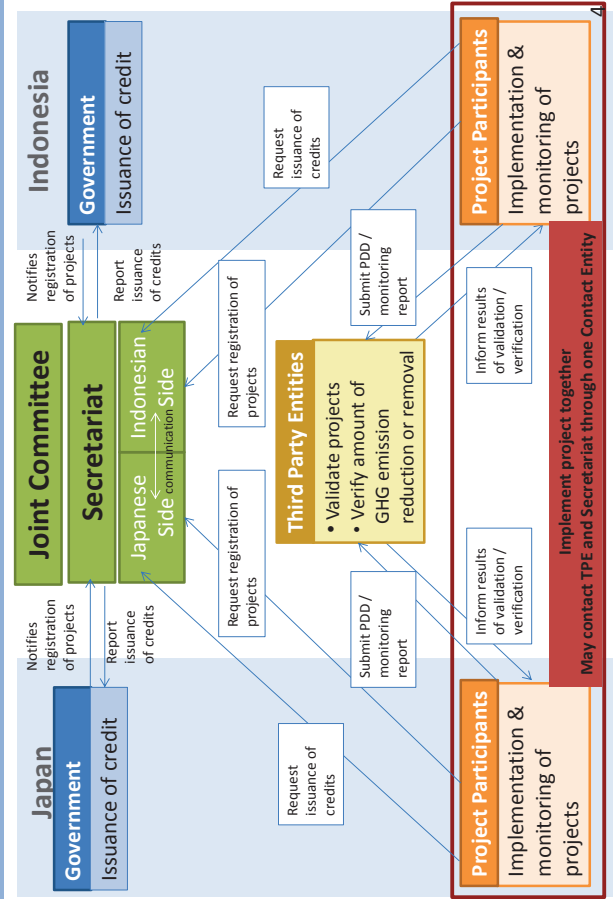 Japan
Indonesia
Joint Committee
Government
Issuance of credit
Notifies
registration
of projects
Report
issuance
of credits
Secretariat
Japanese
Side
communication
Indonesian
Side
Notifies
registration
of projects
Report
issuance
of credits
Government
Issuance of credit
Request
issuance of
credits
Request registration of
projects
Request registration of
projects
Request
issuance of
credits
Third Party Entities
• Validate projects
• Verify amount of
GHG emission
reduction or removal
Submit PDD /
monitoring
report
Submit PDD /
monitoring
report
Inform results
of validation /
verification
Inform results
of validation /
verification
Project Participants
Implementation &
monitoring of
projects
Project Participants
Implementation &
monitoring of
projects
Implement project together
May contact TPE and Secretariat through one Contact Entity
4